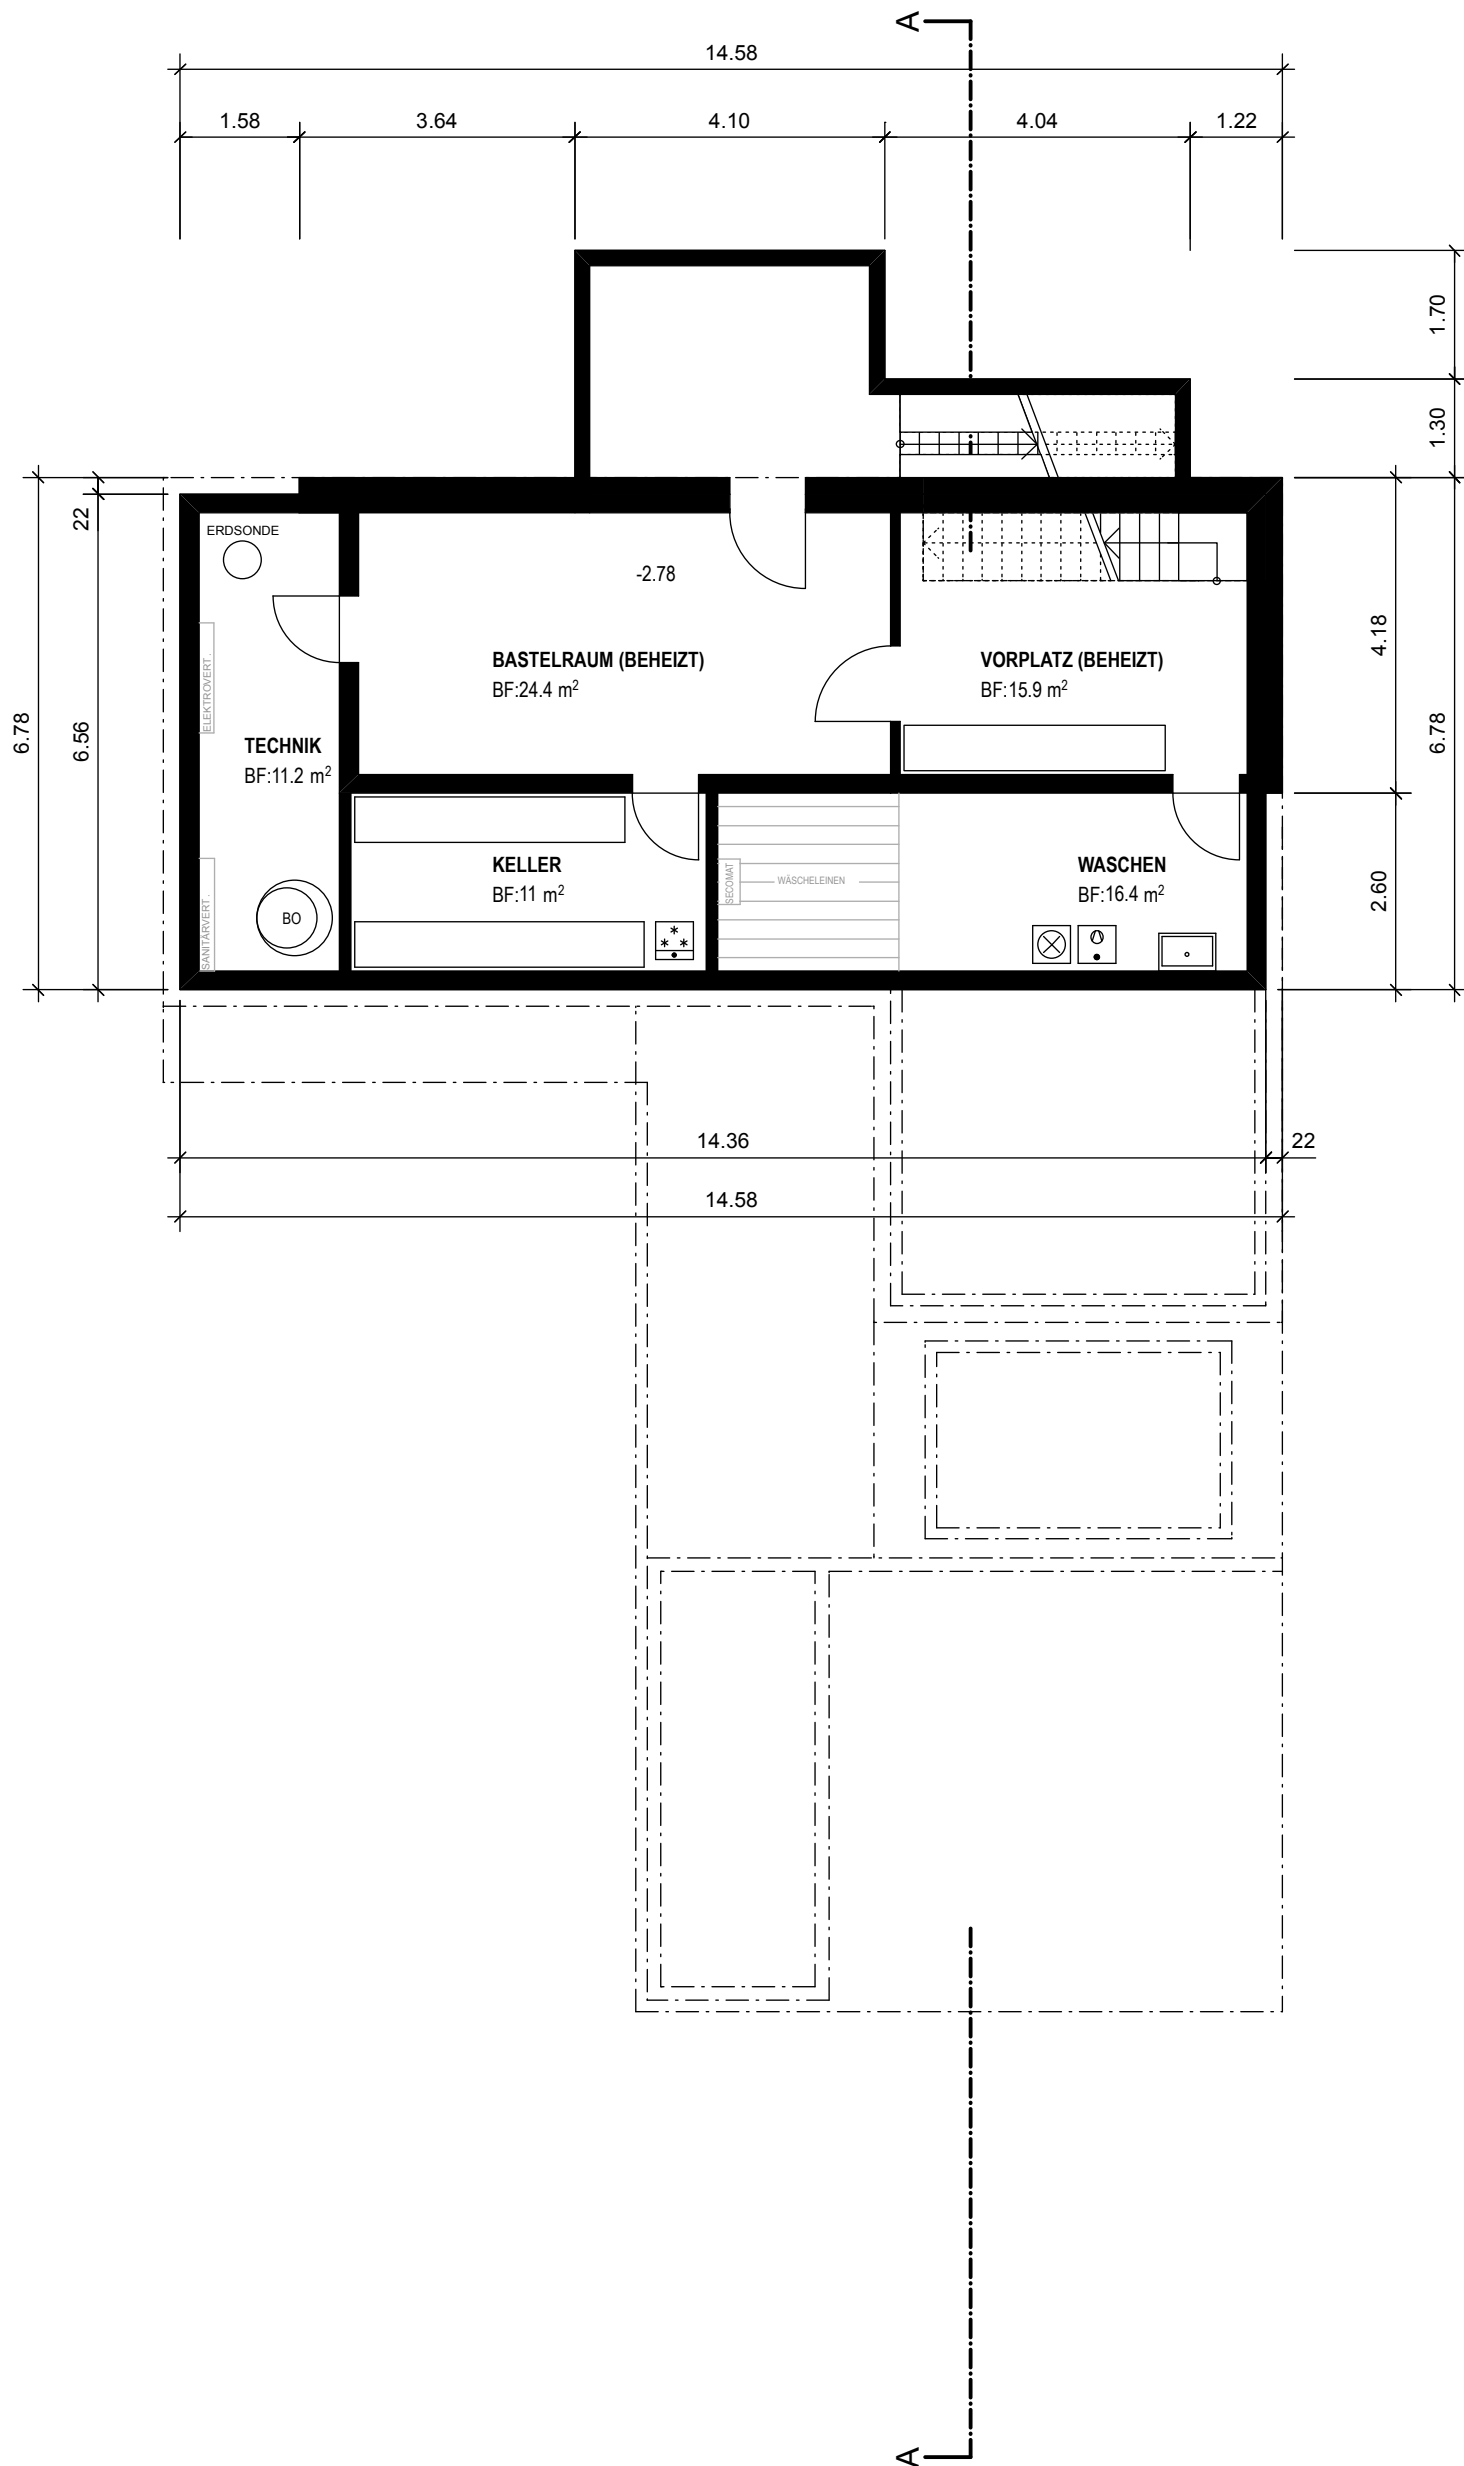 A
14.58
1.58
3.64
4.10
4.04
1.22
1.70
1.30
22
6.78
6.56
4.18
6.78
2.60
ERDSONDE
-2.78
ELEKTROVERT.
BASTELRAUM (BEHEIZT)
BF:24.4 m²
VORPLATZ (BEHEIZT)
BF:15.9 m²
TECHNIK
BF:11.2 m²
KELLER
BF:11 m²
SECOMAT
WÄSCHELEINEN
WASCHEN
BF:16.4 m²
SANITÄRVERT.
BO
14.36
22
14.58
A